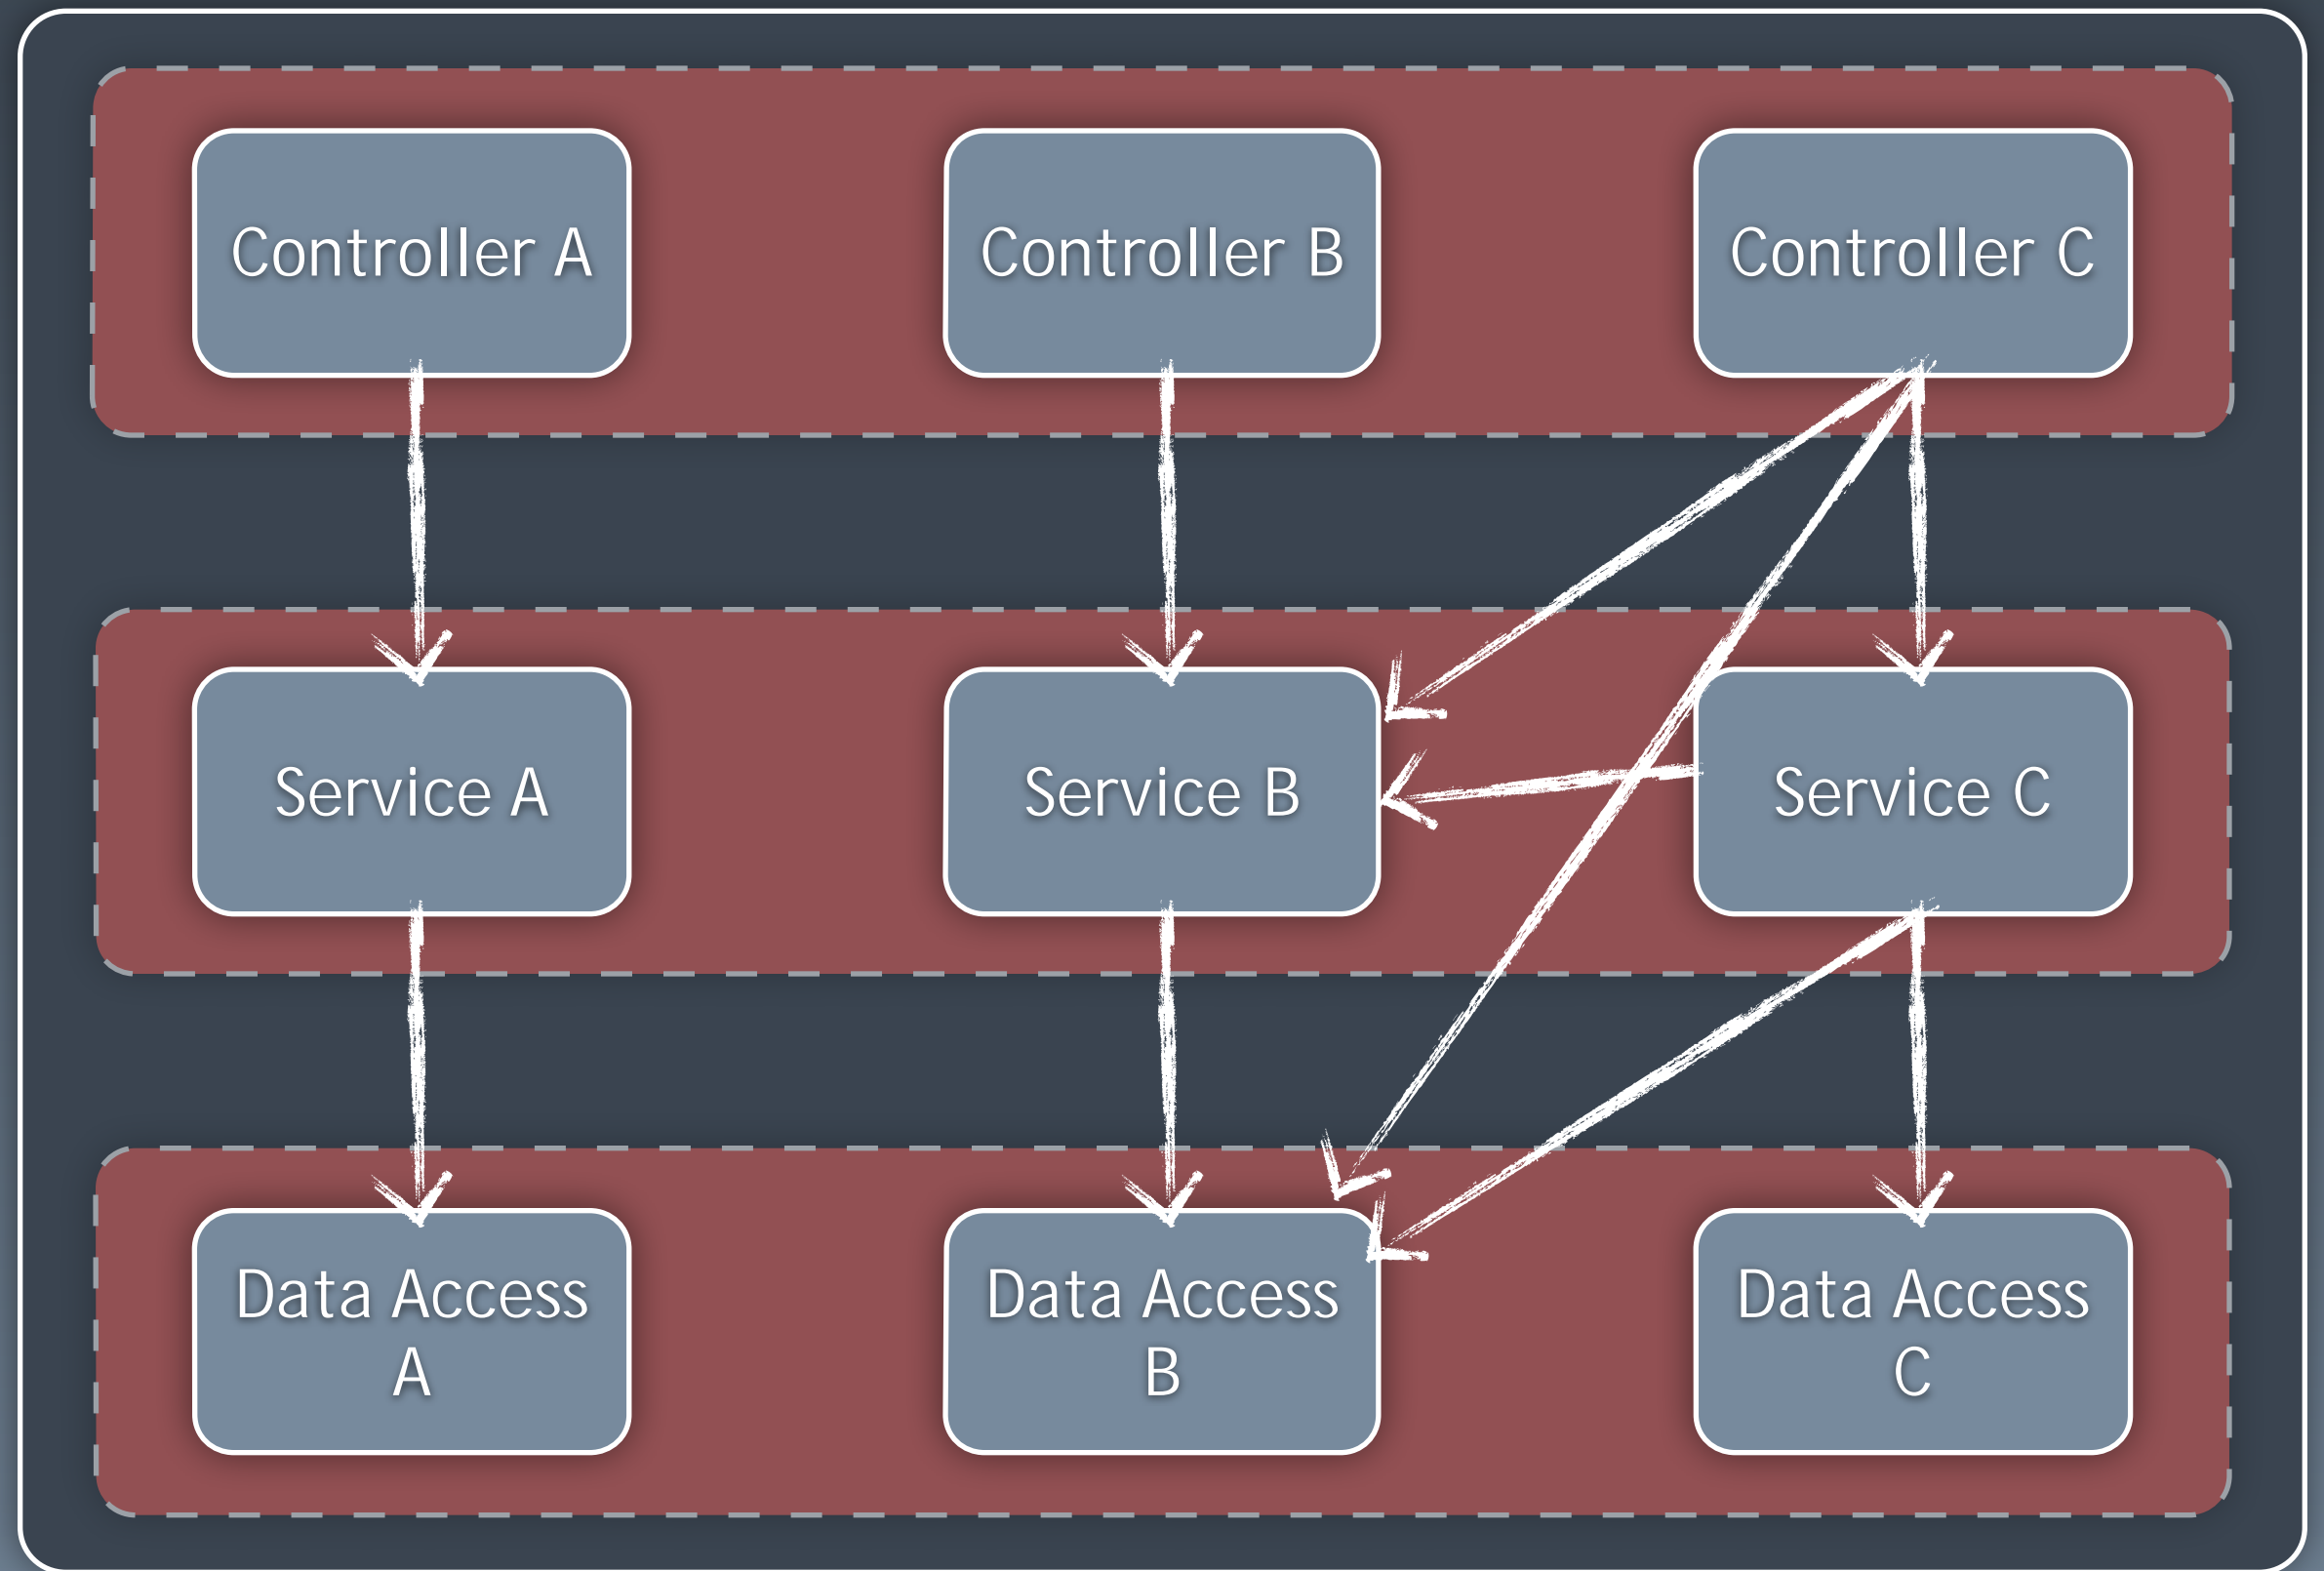 Controller A
Controller B
Controller C
Service A
Service B
Service C
Data Access
A
Data Access
B
Data Access
C